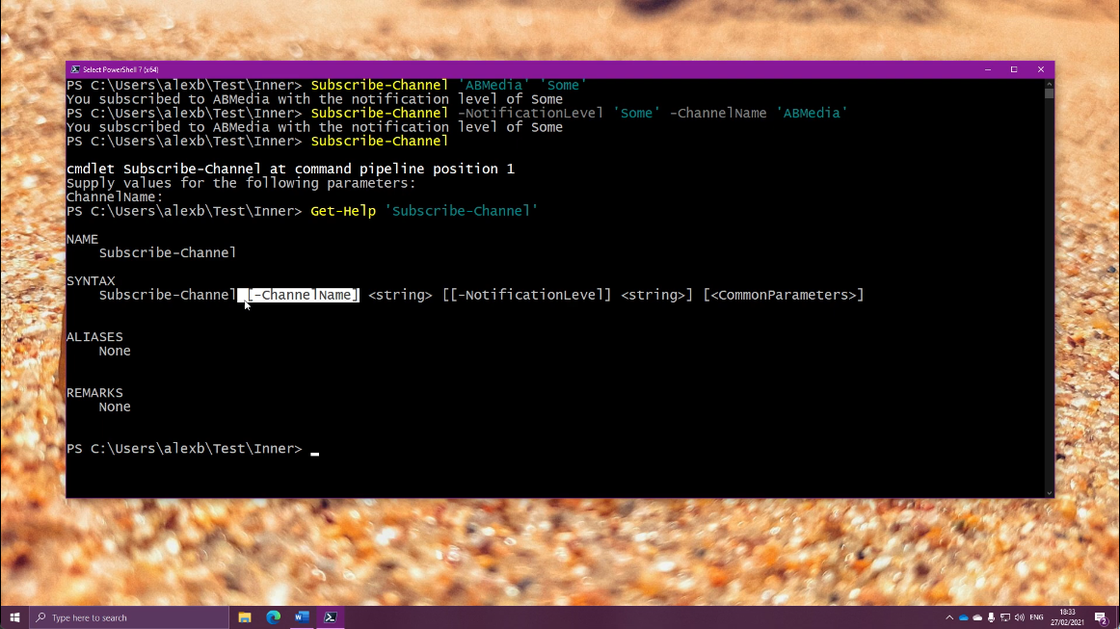 Select PowerShell 7 (x64)
PS C:\Users\alexb\Test\Inner> Subscribe-Channel 'ABMedia' 'Some'
You subscribed to ABMedia with the notification level of Some
PS C:\Users\alexb\Test\Inner> Subscribe-Channel -NotificationLevel 'Some' -ChannelName 'ABMedia'
You subscribed to ABMedia with the notification level of Some
PS C:\Users\alexb\Test\Inner> Subscribe-Channel
cmdlet Subscribe-Channel at command pipeline position 1
Supply values for the following parameters:
ChannelName:
PS C:\Users\alexb\Test\Inner> Get-Help 'Subscribe-Channel'
NAME
Subscribe-Channel
SYNTAX
Subscribe-Channel [-ChannelName] <string> [[-NotificationLevel] <string>] [<CommonParameters>]
ALIASES
None
REMARKS
None
PS C:\Users\alexb\Test\Inner>
Type here to search
ENG
18:33
27/02/2021